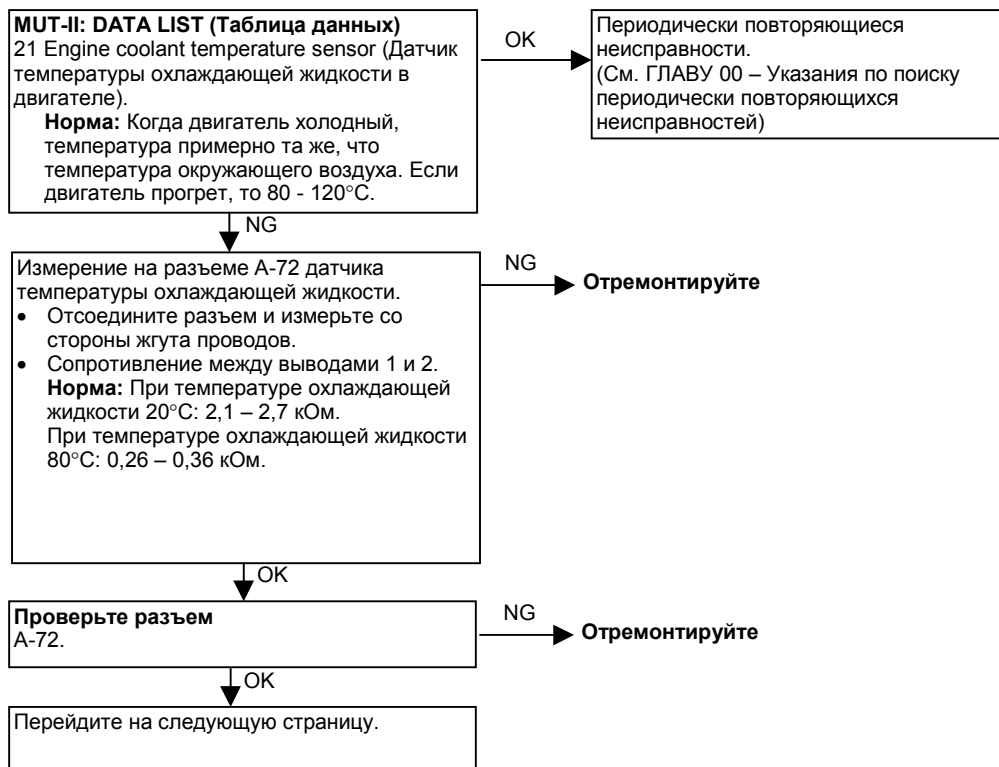 MUT-II: DATA LIST (Таблица данных)
21 Engine coolant temperature sensor (Датчик
температуры охлаждающей жидкости в
двигателе).
Норма: Когда двигатель холодный,
температура примерно та же, что
температура окружающего воздуха. Если
двигатель прогрет, то 80 - 120°C.
OK
Периодически повторяющиеся
неисправности.
(См. ГЛАВУ 00 – Указания по поиску
периодически повторяющихся
неисправностей)
NG
Измерение на разъеме А-72 датчика
температуры охлаждающей жидкости.
• Отсоедините разъем и измерьте со
стороны жгута проводов.
• Сопротивление между выводами 1 и 2.
Норма: При температуре охлаждающей
жидкости 20°C: 2,1 – 2,7 кОм.
При температуре охлаждающей жидкости
80°C: 0,26 – 0,36 кОм.
NG
Отремонтируйте
OK
Проверьте разъем
А-72.
NG
Отремонтируйте
OK
Перейдите на следующую страницу.